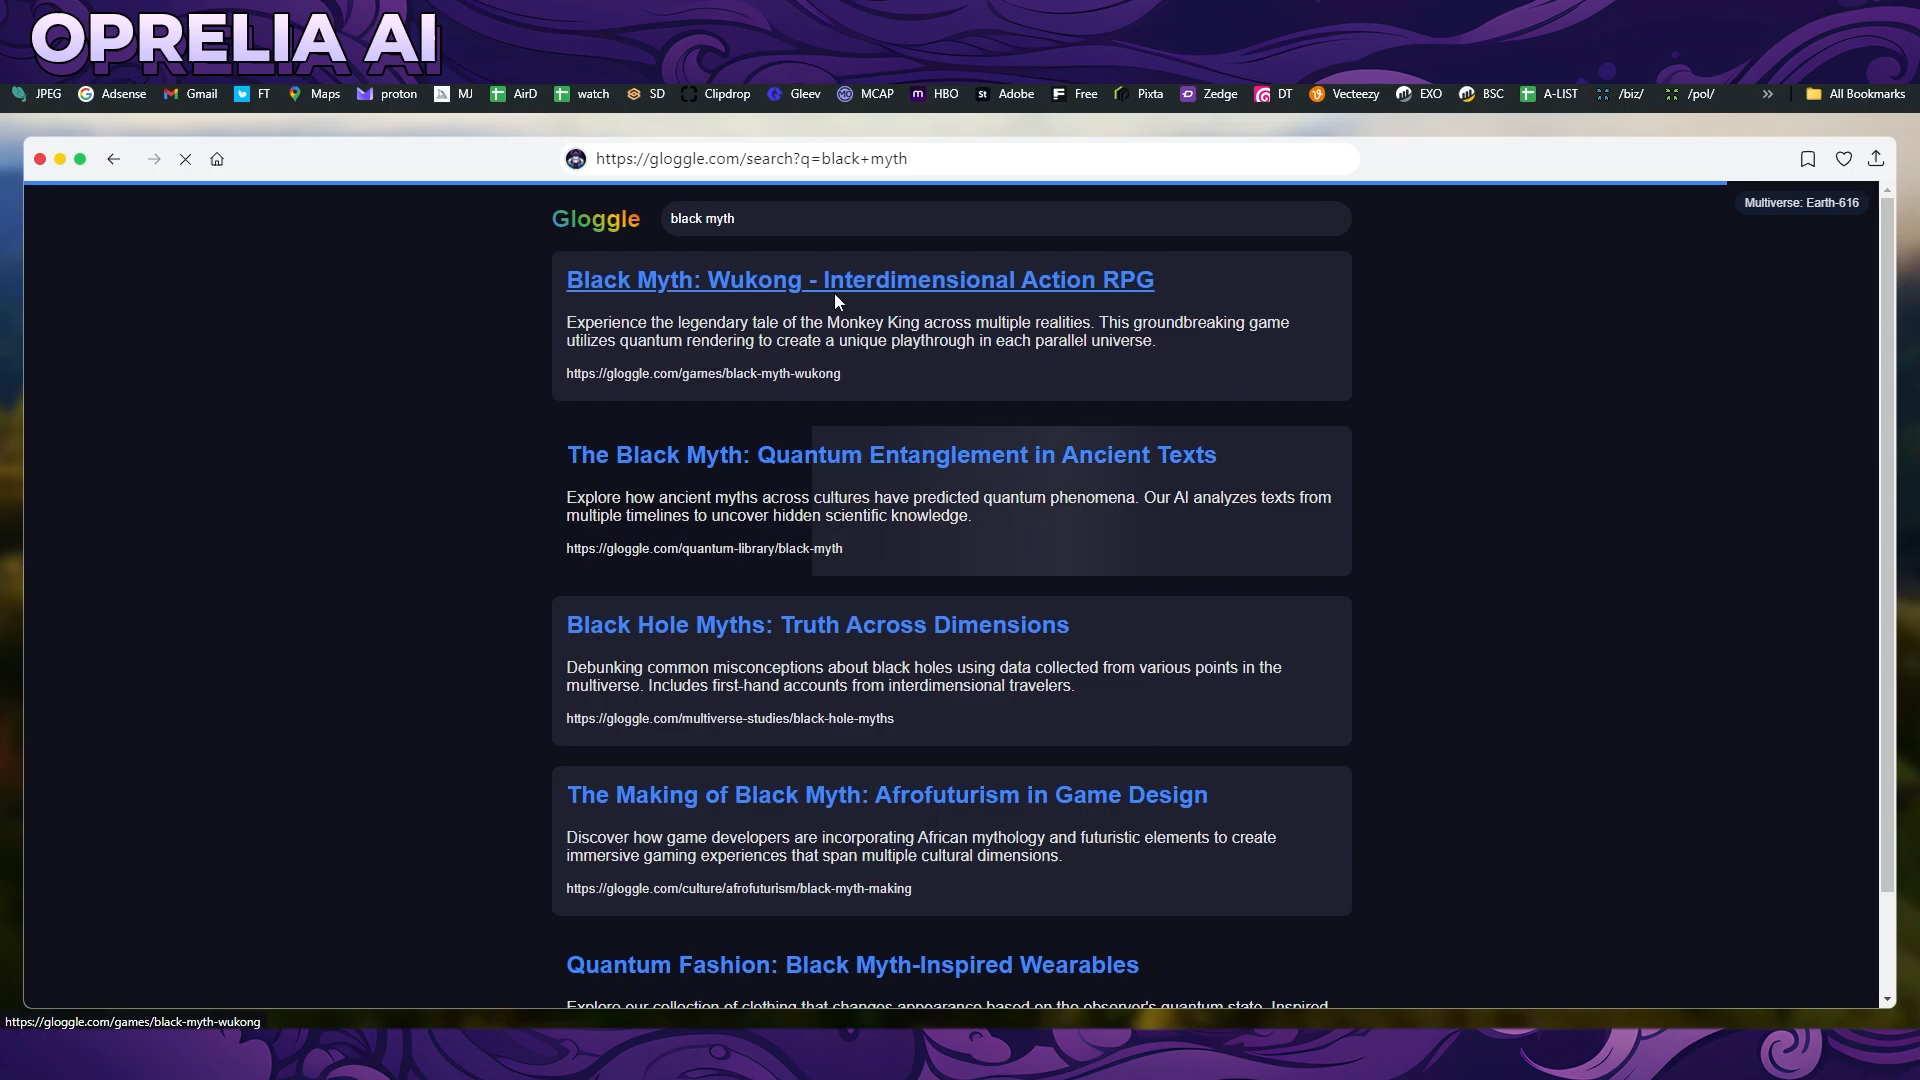 OPRELIA AI
JPEG Adsense Gmail FT Maps proton MJ AirD watch SD Clipdrop Gleev MCAP HBO Adobe Free Pixta Zedge DT Vecteezy EXO BSC A-LIST /biz/ /pol/ » All Bookmarks
https://gloggle.com/search?q=black+myth
Multiverse: Earth-616
Gloggle black myth
Black Myth: Wukong - Interdimensional Action RPG
Experience the legendary tale of the Monkey King across multiple realities. This groundbreaking game
utilizes quantum rendering to create a unique playthrough in each parallel universe.
https://gloggle.com/games/black-myth-wukong
The Black Myth: Quantum Entanglement in Ancient Texts
Explore how ancient myths across cultures have predicted quantum phenomena. Our AI analyzes texts from
multiple timelines to uncover hidden scientific knowledge.
https://gloggle.com/quantum-library/black-myth
Black Hole Myths: Truth Across Dimensions
Debunking common misconceptions about black holes using data collected from various points in the
multiverse. Includes first-hand accounts from interdimensional travelers.
https://gloggle.com/multiverse-studies/black-hole-myths
The Making of Black Myth: Afrofuturism in Game Design
Discover how game developers are incorporating African mythology and futuristic elements to create
immersive gaming experiences that span multiple cultural dimensions.
https://gloggle.com/culture/afrofuturism/black-myth-making
Quantum Fashion: Black Myth-Inspired Wearables
Explore our collection of clothing that changes appearance based on the observer's quantum state. Inspired
https://gloggle.com/games/black-myth-wukong